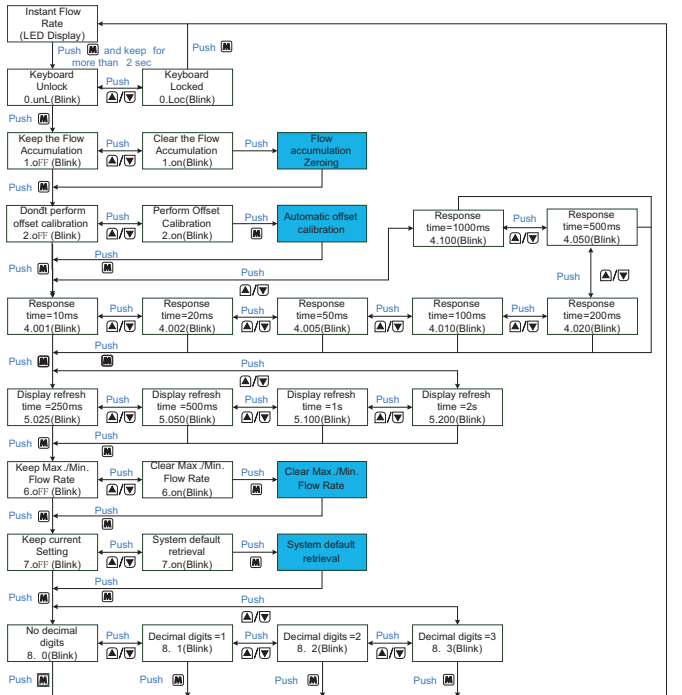 Instant Flow
Rate
(LED Display)
Push M and keep for
more than 2 sec
Push M
Keyboard
Unlock
0.unL(Blink)
Push
▲/▼
Keyboard
Locked
0.Loc(Blink)
Push M
Keep the Flow
Accumulation
1.oFF (Blink)
Push
▲/▼
Clear the Flow
Accumulation
1.on(Blink)
Push
Flow
accumulation
Zeroing
Push M
Dondt perform
offset calibration
2.oFF(Blink)
Push
▲/▼
Perform Offset
Calibration
2.on(Blink)
Push
M
Automatic offset
calibration
Response
time=1000ms
4.100(Blink)
Push
▲/▼
Response
time=500ms
4.050(Blink)
Push M
Push
M
Push
▲/▼
Push ▲/▼
Response
time=10ms
4.001(Blink)
Push
▲/▼
Response
time=20ms
4.002(Blink)
Push
▲/▼
Response
time=50ms
4.005(Blink)
Push
▲/▼
Response
time=100ms
4.010(Blink)
Push
▲/▼
Response
time=200ms
4.020(Blink)
Push M
Push
M
Push
▲/▼
Display refresh
time =250ms
5.025(Blink)
Push
▲/▼
Display refresh
time =500ms
5.050(Blink)
Push
▲/▼
Display refresh
time =1s
5.100(Blink)
Push
▲/▼
Display refresh
time =2s
5.200(Blink)
Push M
Push
M
Keep Max./Min.
Flow Rate
6.oFF(Blink)
Push
▲/▼
Clear Max./Min.
Flow Rate
6.on(Blink)
Push
M
Clear Max./Min.
Flow Rate
Push M
Push
M
Keep current
Setting
7.oFF(Blink)
Push
▲/▼
System default
retrieval
7.on(Blink)
Push
M
System default
retrieval
Push M
Push
M
Push
▲/▼
No decimal
digits
8. 0(Blink)
Push
▲/▼
Decimal digits =1
8. 1(Blink)
Push
▲/▼
Decimal digits =2
8. 2(Blink)
Push
▲/▼
Decimal digits =3
8. 3(Blink)
Push M
Push M
Push M
Push M